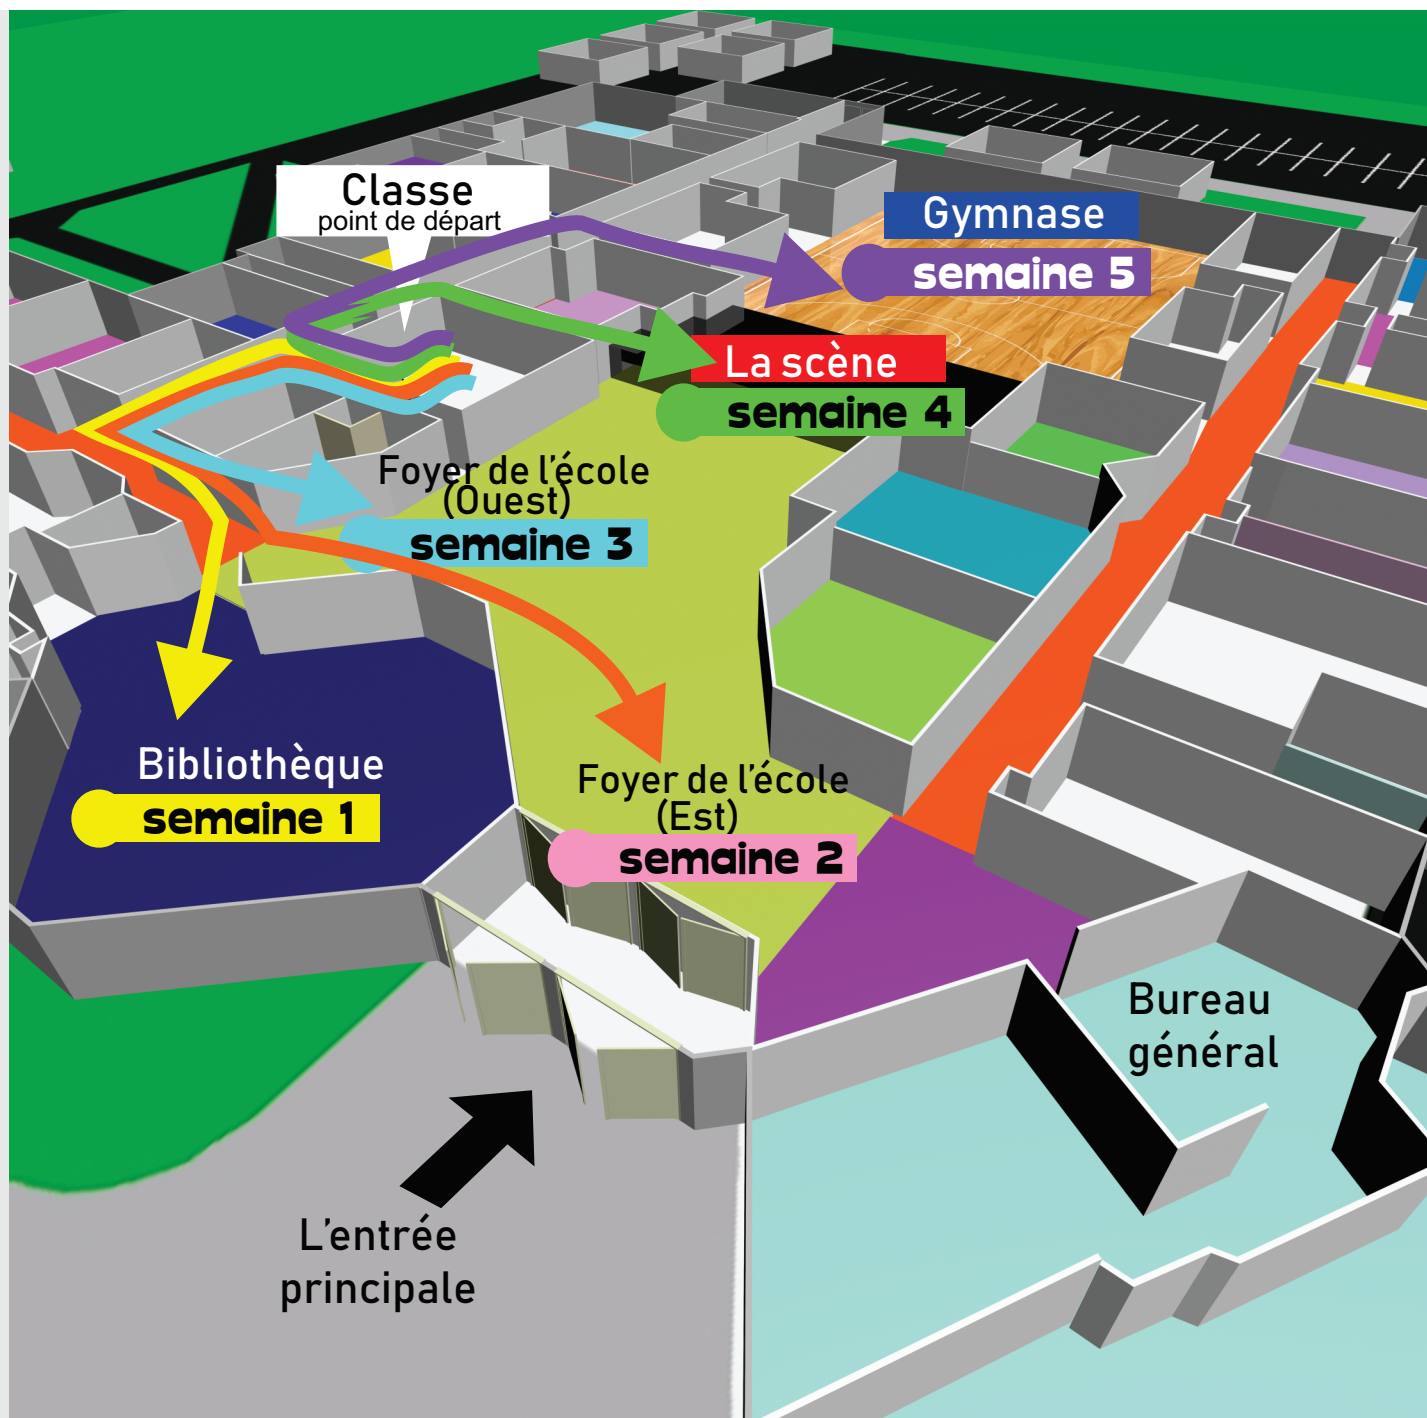 Classe
point de départ
Gymnase
semaine 5
La scène
semaine 4
Foyer de l'école
(Ouest)
semaine 3
Bibliothèque
semaine 1
Foyer de l'école
(Est)
semaine 2
Bureau
général
L'entrée
principale